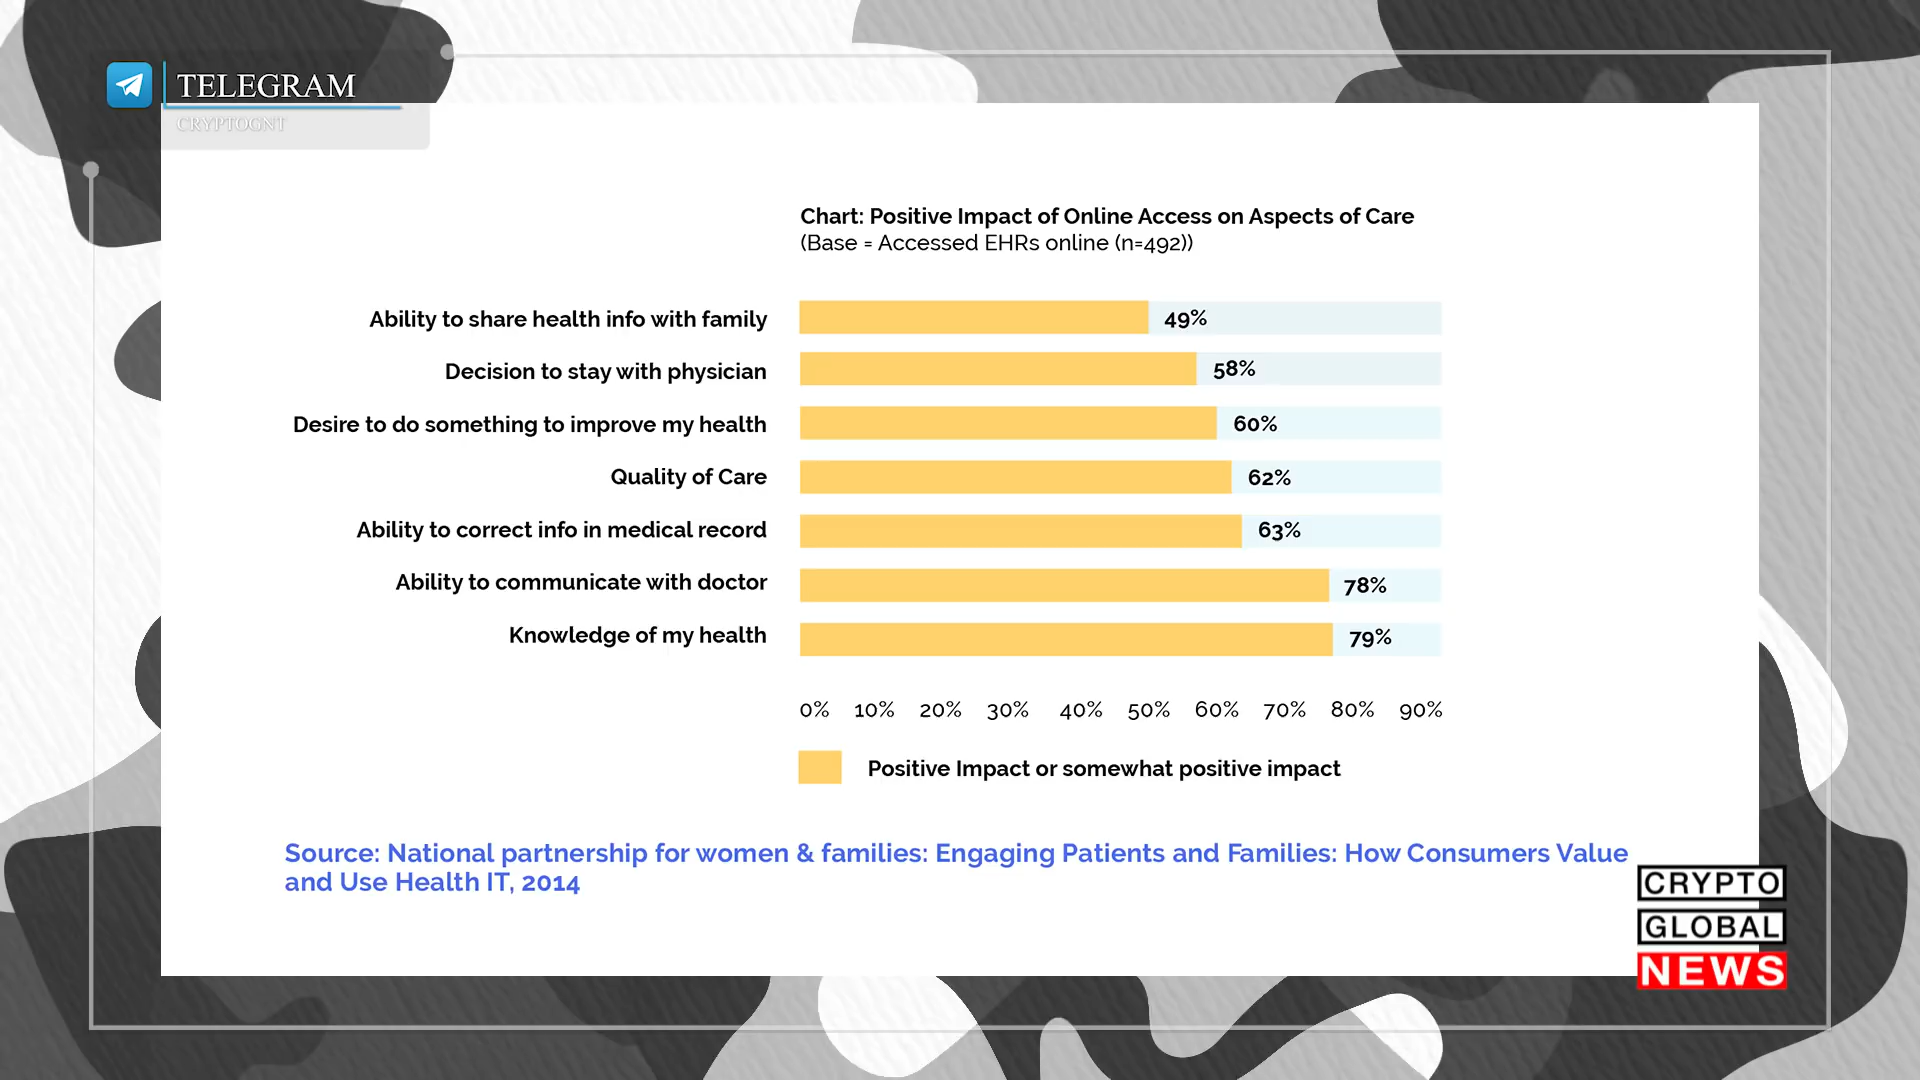 TELEGRAM
CRYPTOGNT
Chart: Positive Impact of Online Access on Aspects of Care
(Base = Accessed EHRs online (n=492))
Ability to share health info with family 49%
Decision to stay with physician 58%
Desire to do something to improve my health 60%
Quality of Care 62%
Ability to correct info in medical record 63%
Ability to communicate with doctor 78%
Knowledge of my health 79%
0% 10% 20% 30% 40% 50% 60% 70% 80% 90%
Positive Impact or somewhat positive impact
Source: National partnership for women & families: Engaging Patients and Families: How Consumers Value
and Use Health IT, 2014
CRYPTO
GLOBAL
NEWS